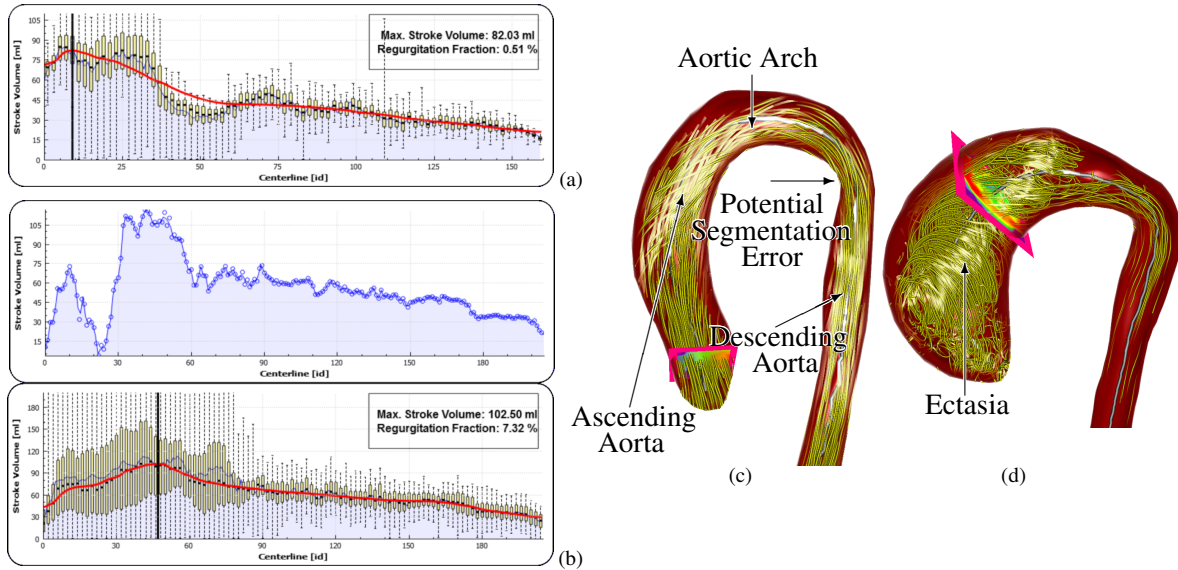 Stroke Volume [ml]
105
90
75
60
45
30
15
0
Max. Stroke Volume: 82.03 ml
Regurgitation Fraction: 0.51 %
0 25 50 75 100 125 150
Centerline [id]
(a)
Stroke Volume [ml]
105
90
75
60
45
30
15
0 30 60 90 120 150 180
Centerline [id]
Stroke Volume [ml]
180
150
120
90
60
30
0
Max. Stroke Volume: 102.50 ml
Regurgitation Fraction: 7.32 %
0 30 60 90 120 150 180
Centerline [id]
(b)
Aortic Arch
Potential
Segmentation
Error
Descending
Aorta
Ascending
Aorta
(c)
Ectasia
(d)